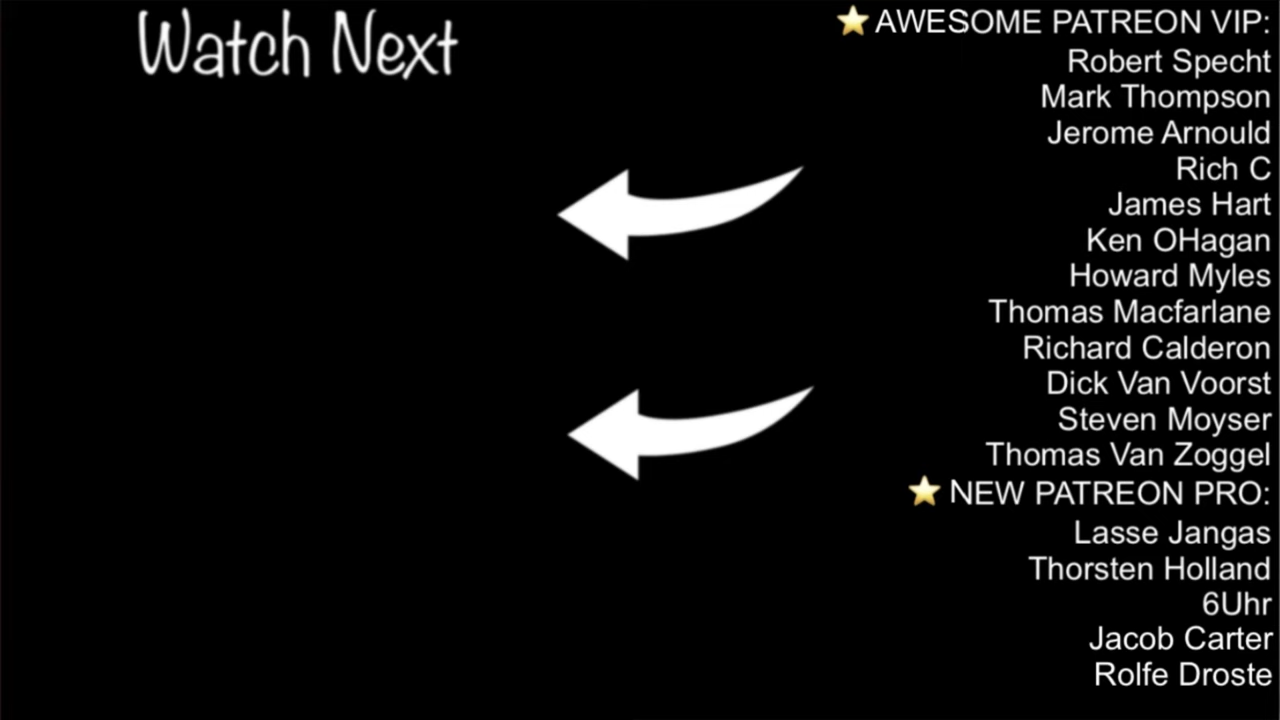 Watch Next
⭐AWESOME PATREON VIP:
Robert Specht
Mark Thompson
Jerome Arnould
Rich C
James Hart
Ken OHagan
Howard Myles
Thomas Macfarlane
Richard Calderon
Dick Van Voorst
Steven Moyser
Thomas Van Zoggel
⭐NEW PATREON PRO:
Lasse Jangas
Thorsten Holland
6Uhr
Jacob Carter
Rolfe Droste